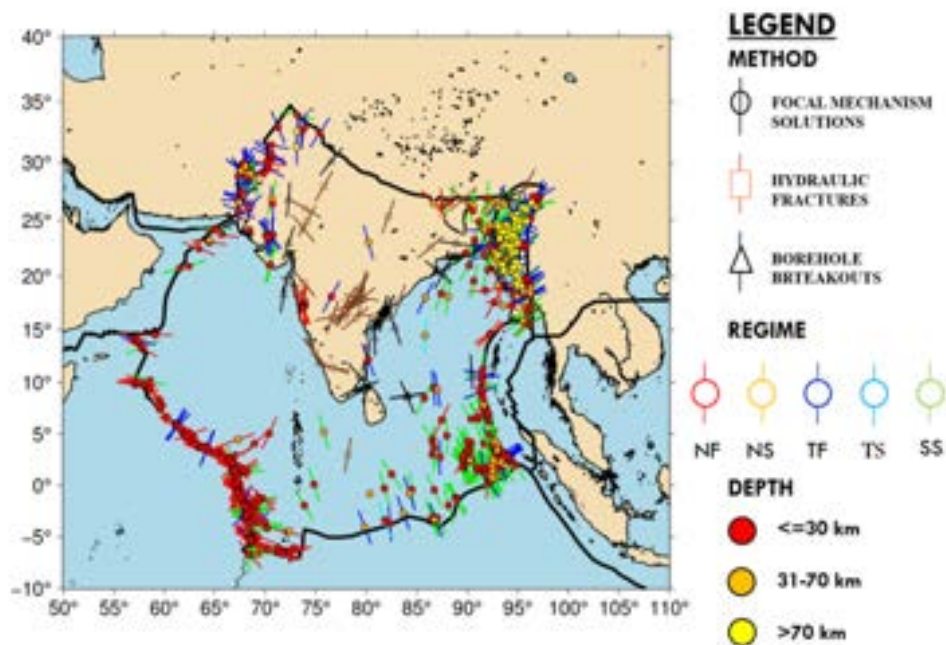 LEGEND
METHOD
FOCAL MECHANISM
SOLUTIONS
HYDRAULIC
FRACTURES
BOREHOLE
BRTEAKOUTS
REGIME
NF NS TF TS SS
DEPTH
<=30 km
31-70 km
>70 km
40°
35°
30°
25°
20°
15°
10°
5°
0°
−5°
−10°
50° 55° 60° 65° 70° 75° 80° 85° 90° 95° 100° 105° 110°